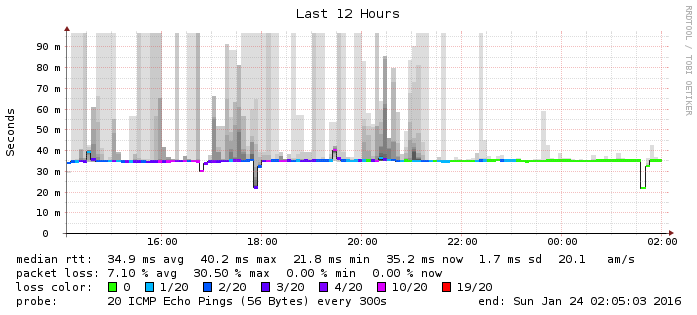 Last 12 Hours
RRDTOOL / TOBI OETIKER
Seconds
90 m
80 m
70 m
60 m
50 m
40 m
30 m
20 m
10 m
0
16:00 18:00 20:00 22:00 00:00 02:00
median rtt: 34.9 ms avg 40.2 ms max 21.8 ms min 35.2 ms now 1.7 ms sd 20.1 am/s
packet loss: 7.10 % avg 30.50 % max 0.00 % min 0.00 % now
loss color: 0 1/20 2/20 3/20 4/20 10/20 19/20
probe: 20 ICMP Echo Pings (56 Bytes) every 300s end: Sun Jan 24 02:05:03 2016